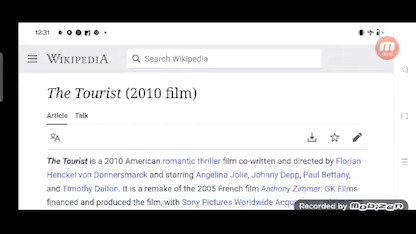 12:31
WIKIPEDIA
Search Wikipedia
The Tourist (2010 film)
Article Talk
The Tourist is a 2010 American romantic thriller film co-written and directed by Florian
Henckel von Donnersmarck and starring Angelina Jolie, Johnny Depp, Paul Bettany,
and Timothy Dalton. It is a remake of the 2005 French film Anthony Zimmer. GK Films
financed and produced the film, with Sony Pictures Worldwide
Recorded by mobizen